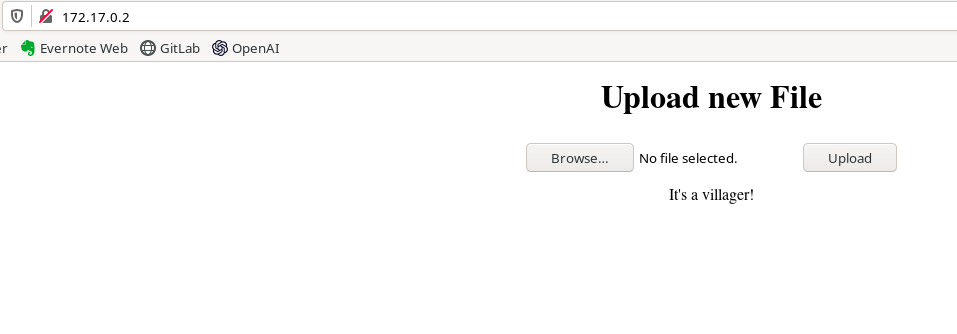 172.17.0.2
er Evernote Web GitLab OpenAI
Upload new File
Browse... No file selected. Upload
It's a villager!